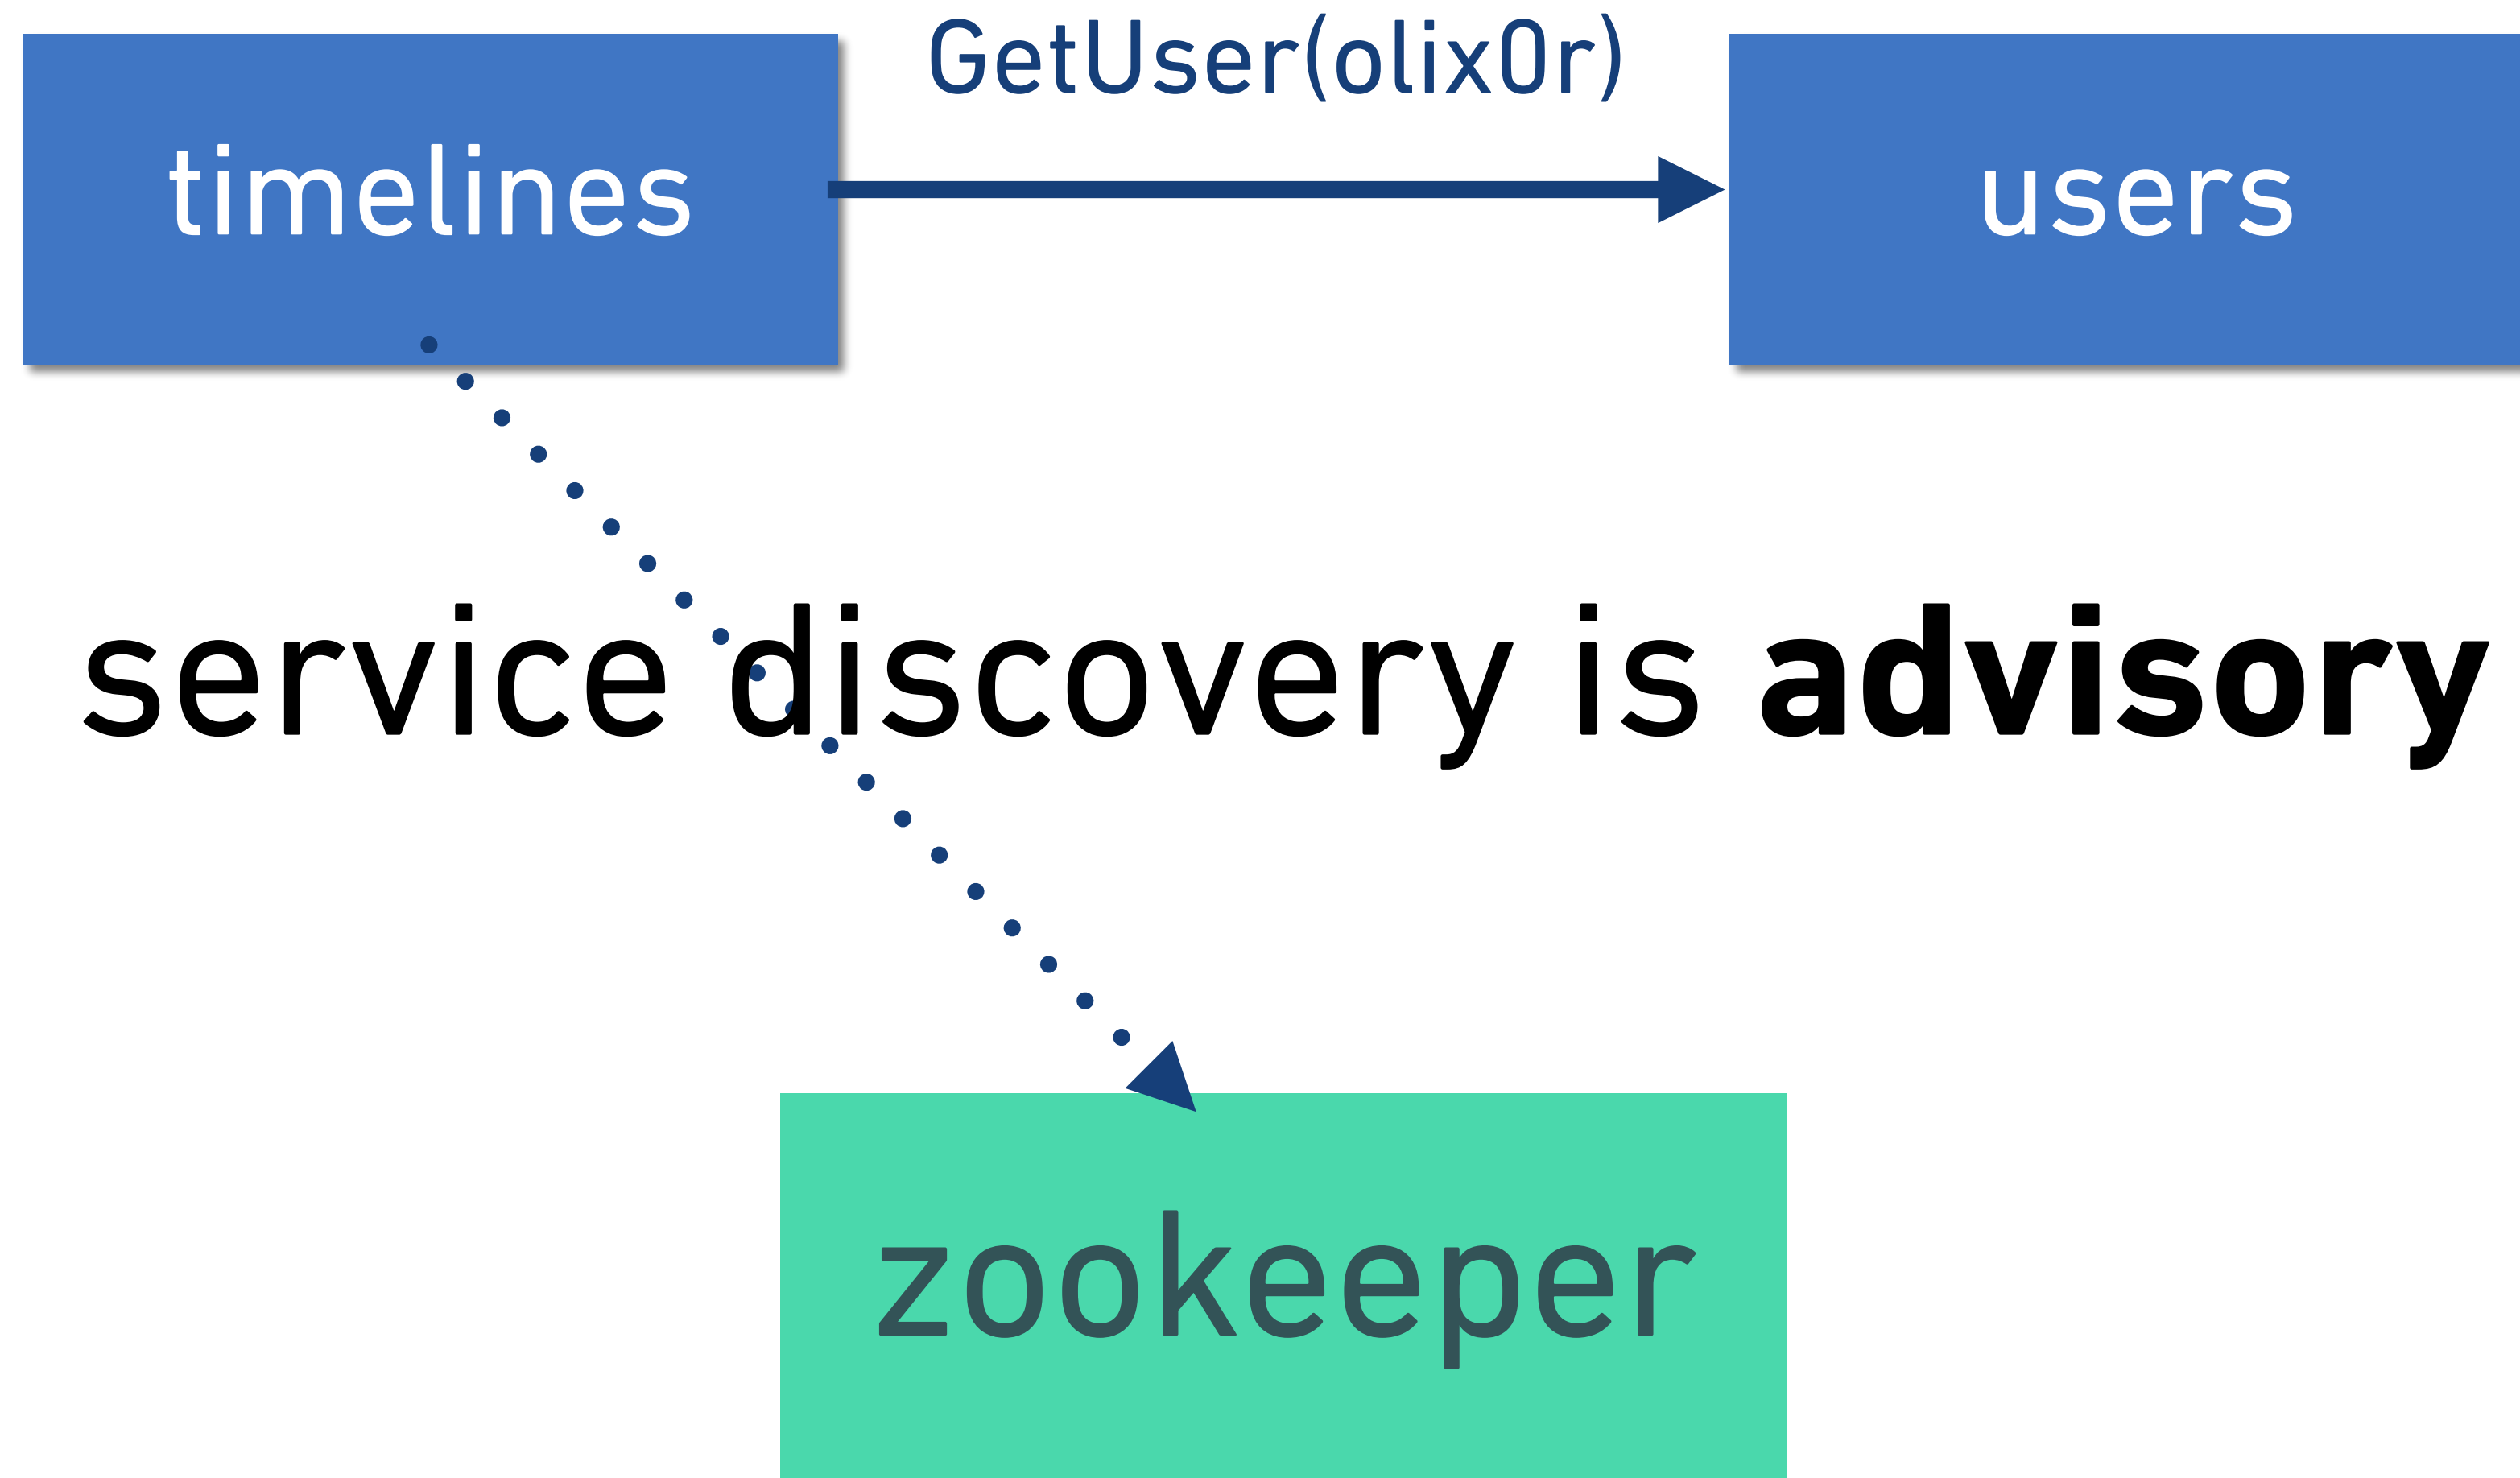 GetUser(olix0r)
timelines
users
service discovery is advisory
zookeeper